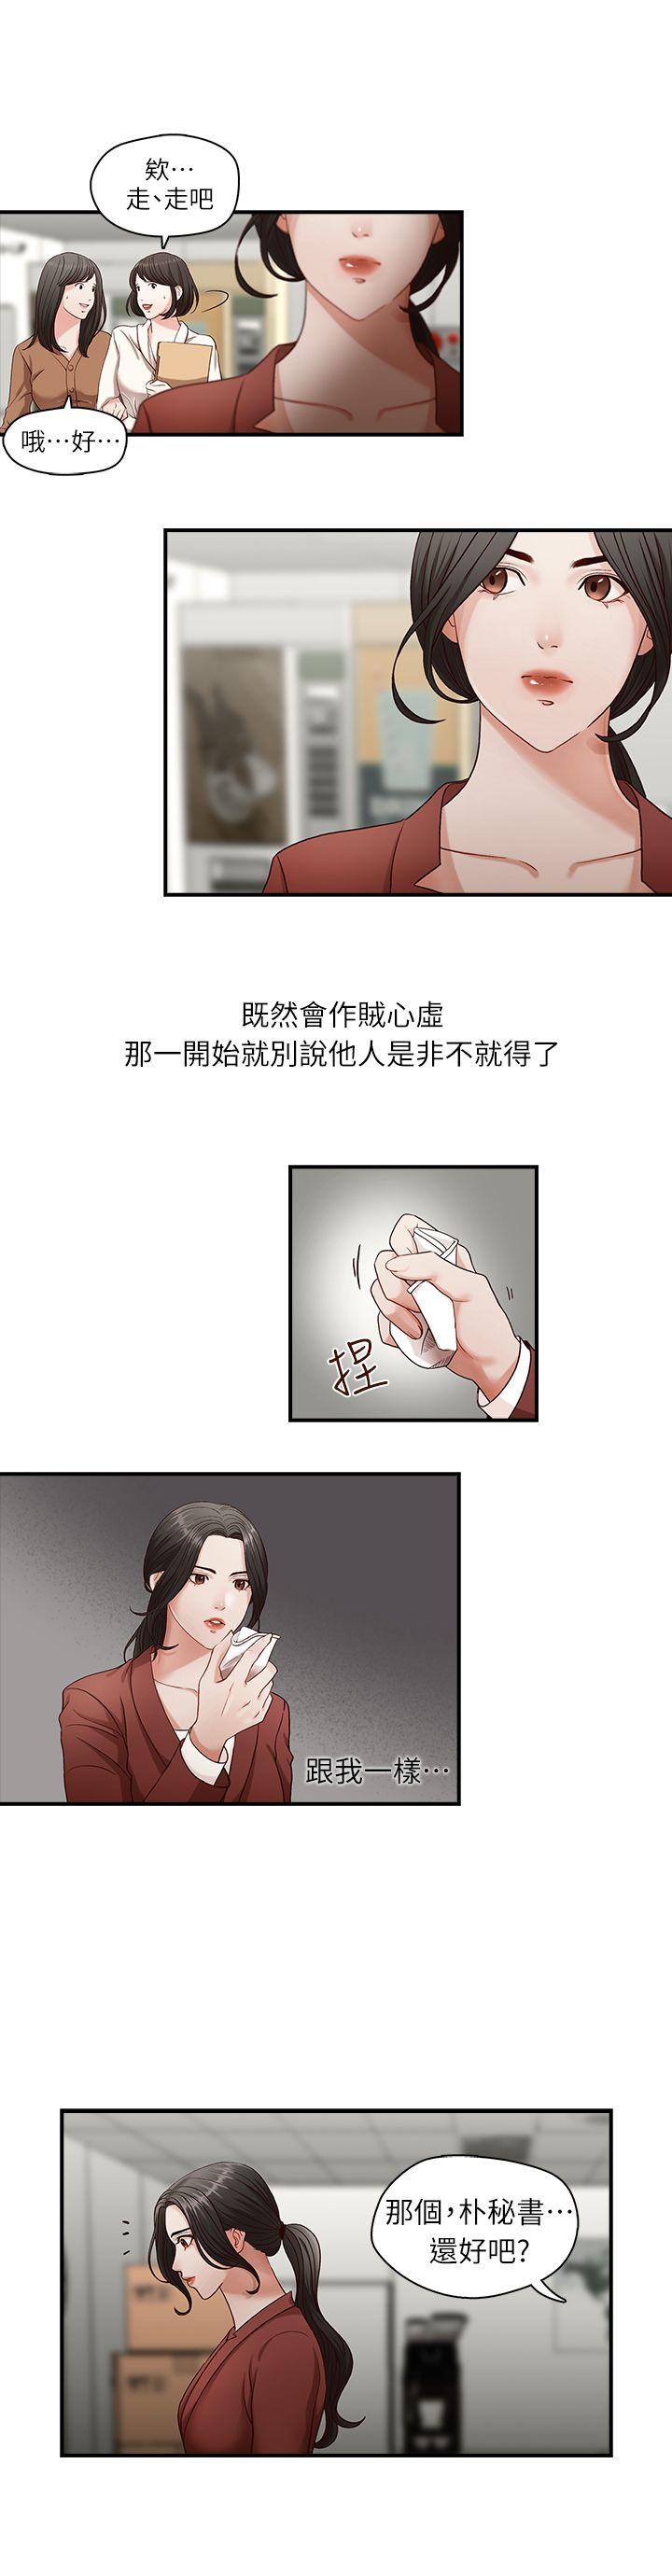 欸⋯
走、走吧
哦⋯好⋯
既然會作賊心虛
那一開始就別說他人是非不就得了
捏
跟我一樣⋯
那個，朴秘書⋯
還好吧?